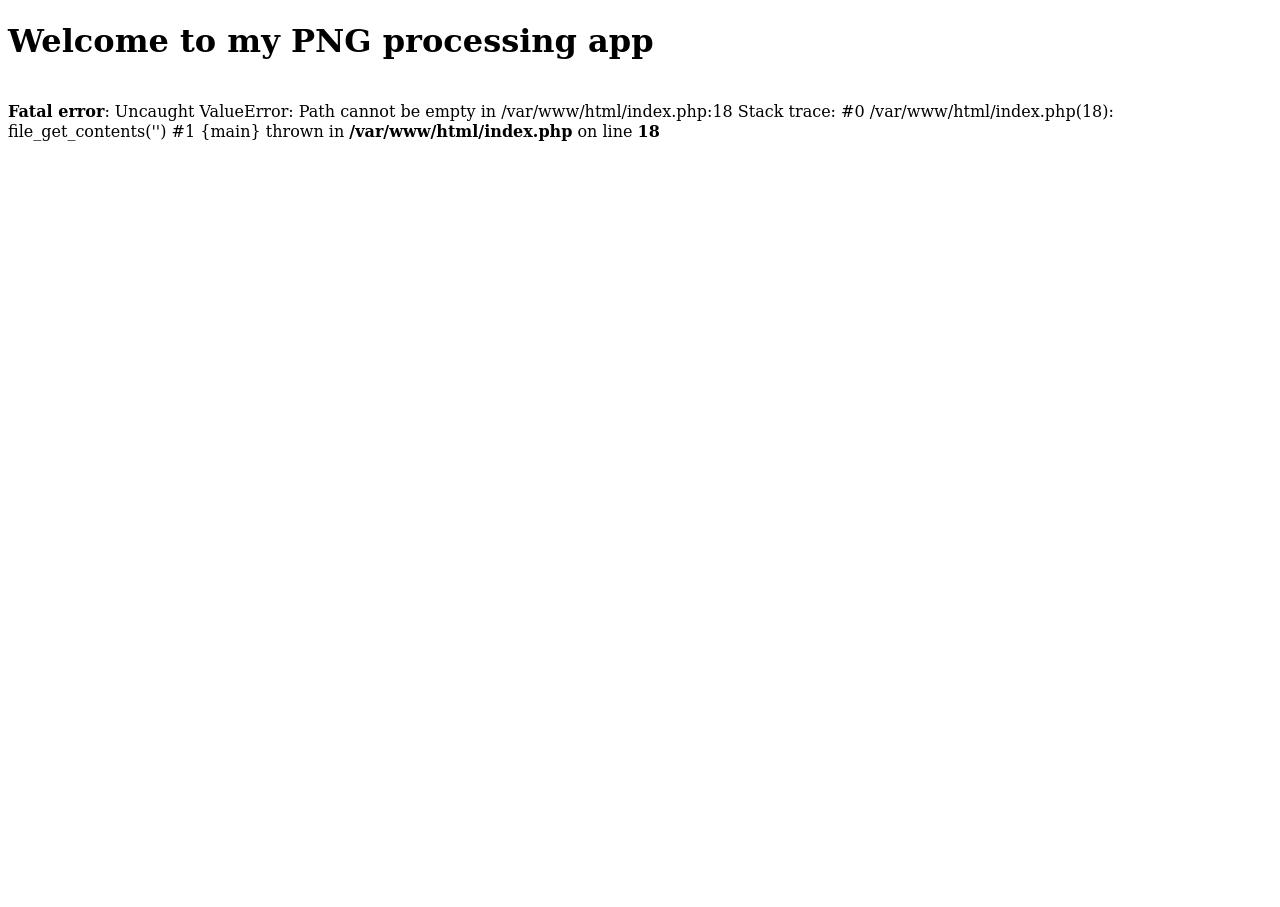 Welcome to my PNG processing app
Fatal error: Uncaught ValueError: Path cannot be empty in /var/www/html/index.php:18 Stack trace: #0 /var/www/html/index.php(18):
file_get_contents('') #1 {main} thrown in /var/www/html/index.php on line 18